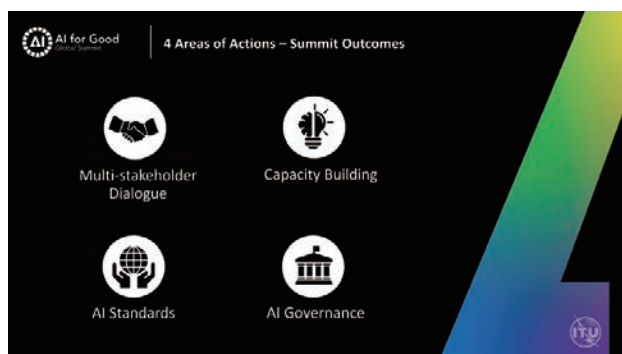 AI
AI for Good
Global Summit
4 Areas of Actions – Summit Outcomes
Multi-stakeholder
Dialogue
Capacity Building
AI Standards
AI Governance
ITU